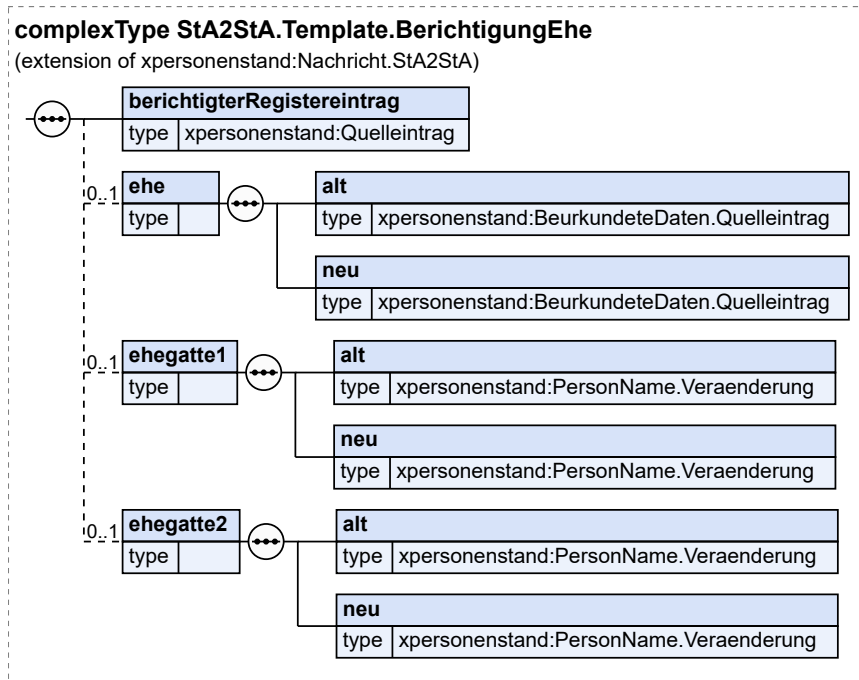 complexType StA2StA.Template.BerichtigungEhe
(extension of xpersonenstand:Nachricht.StA2StA)
berichtigterRegistereintrag
type xpersonenstand:Quelleintrag
0..1 ehe
type
alt
type xpersonenstand:BeurkundeteDaten.Quelleintrag
neu
type xpersonenstand:BeurkundeteDaten.Quelleintrag
0..1 ehegatte1
type
alt
type xpersonenstand:PersonName.Veraenderung
neu
type xpersonenstand:PersonName.Veraenderung
0..1 ehegatte2
type
alt
type xpersonenstand:PersonName.Veraenderung
neu
type xpersonenstand:PersonName.Veraenderung